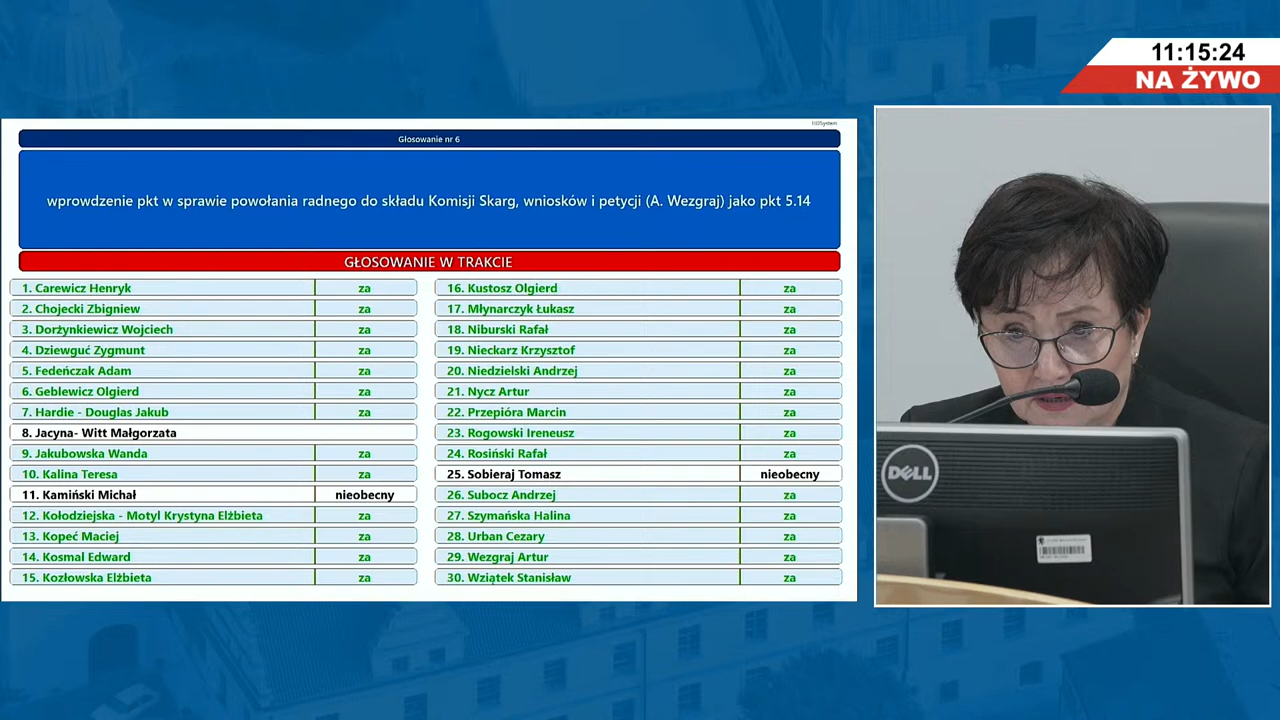 11:15:24
NA ŻYWO
Głosowanie nr 6
wprowdzenie pkt w sprawie powołania radnego do składu Komisji Skarg, wniosków i petycji (A. Wezgraj) jako pkt 5.14
GŁOSOWANIE W TRAKCIE
1. Carewicz Henryk za
2. Chojecki Zbigniew za
3. Dorżynkiewicz Wojciech za
4. Dziewguć Zygmunt za
5. Fedeńczak Adam za
6. Geblewicz Olgierd za
7. Hardie - Douglas Jakub za
8. Jacyna- Witt Małgorzata
9. Jakubowska Wanda za
10. Kalina Teresa za
11. Kamiński Michał nieobecny
12. Kołodziejska - Motyl Krystyna Elżbieta za
13. Kopeć Maciej za
14. Kosmal Edward za
15. Kozłowska Elżbieta za
16. Kustosz Olgierd za
17. Młynarczyk Łukasz za
18. Niburski Rafał za
19. Nieckarz Krzysztof za
20. Niedzielski Andrzej za
21. Nycz Artur za
22. Przepióra Marcin za
23. Rogowski Ireneusz za
24. Rosiński Rafał za
25. Sobieraj Tomasz nieobecny
26. Subocz Andrzej za
27. Szymańska Halina za
28. Urban Cezary za
29. Wezgraj Artur za
30. Wziątek Stanisław za
DELL